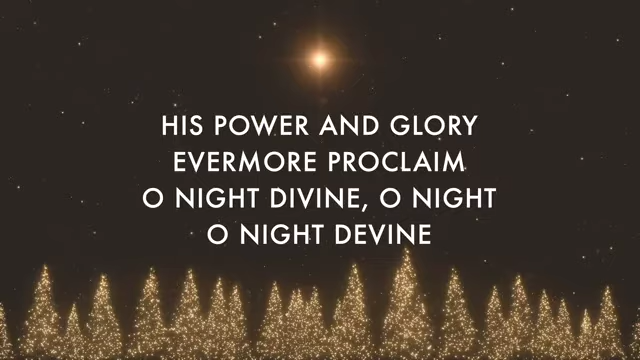 HIS POWER AND GLORY
EVERMORE PROCLAIM
O NIGHT DIVINE, O NIGHT
O NIGHT DEVINE